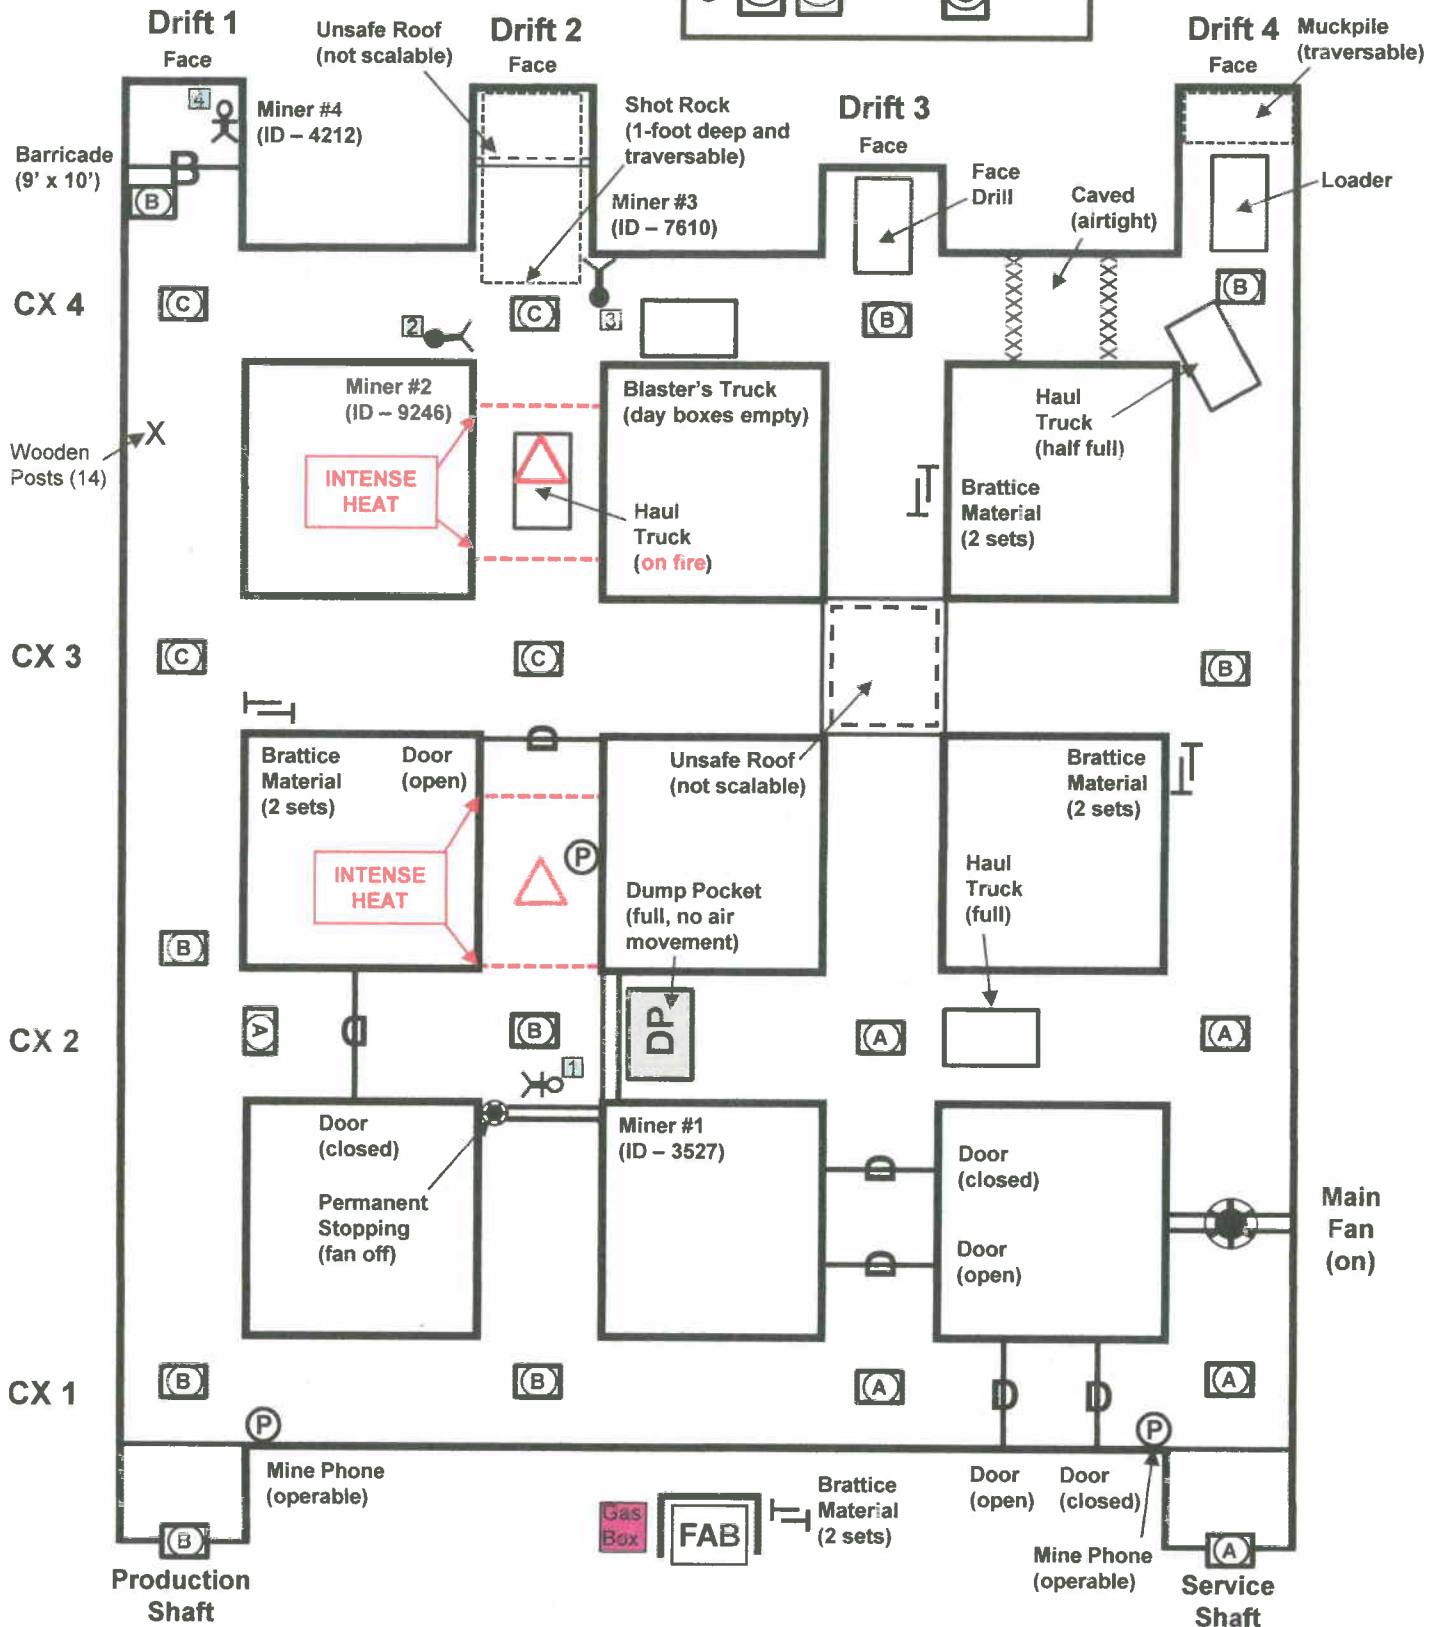 Drift 1
Face
Unsafe Roof
(not scalable)
Drift 2
Face
Drift 4
Face
Muckpile
(traversable)
4
Miner #4
(ID – 4212)
Shot Rock
(1-foot deep and
traversable)
Drift 3
Face
Barricade
(9' x 10')
B
B
Miner #3
(ID – 7610)
Face
Drill
Caved
(airtight)
Loader
CX 4
C
C
3
B
B
2
Miner #2
(ID – 9246)
Blaster's Truck
(day boxes empty)
Haul
Truck
(half full)
Wooden
Posts (14)
X
INTENSE
HEAT
Haul
Truck
(on fire)
Brattice
Material
(2 sets)
CX 3
C
C
B
Brattice
Material
(2 sets)
Door
(open)
D
Unsafe Roof
(not scalable)
Brattice
Material
(2 sets)
INTENSE
HEAT
P
Dump Pocket
(full, no air
movement)
Haul
Truck
(full)
B
CX 2
A
D
B
DP
A
A
1
Door
(closed)
Miner #1
(ID – 3527)
Permanent
Stopping
(fan off)
D
Door
(closed)
D
Door
(open)
Main
Fan
(on)
CX 1
B
B
A
D
D
A
P
P
Mine Phone
(operable)
Door
(open)
Door
(closed)
Gas
Box
FAB
Brattice
Material
(2 sets)
Mine Phone
(operable)
B
A
Production
Shaft
Service
Shaft